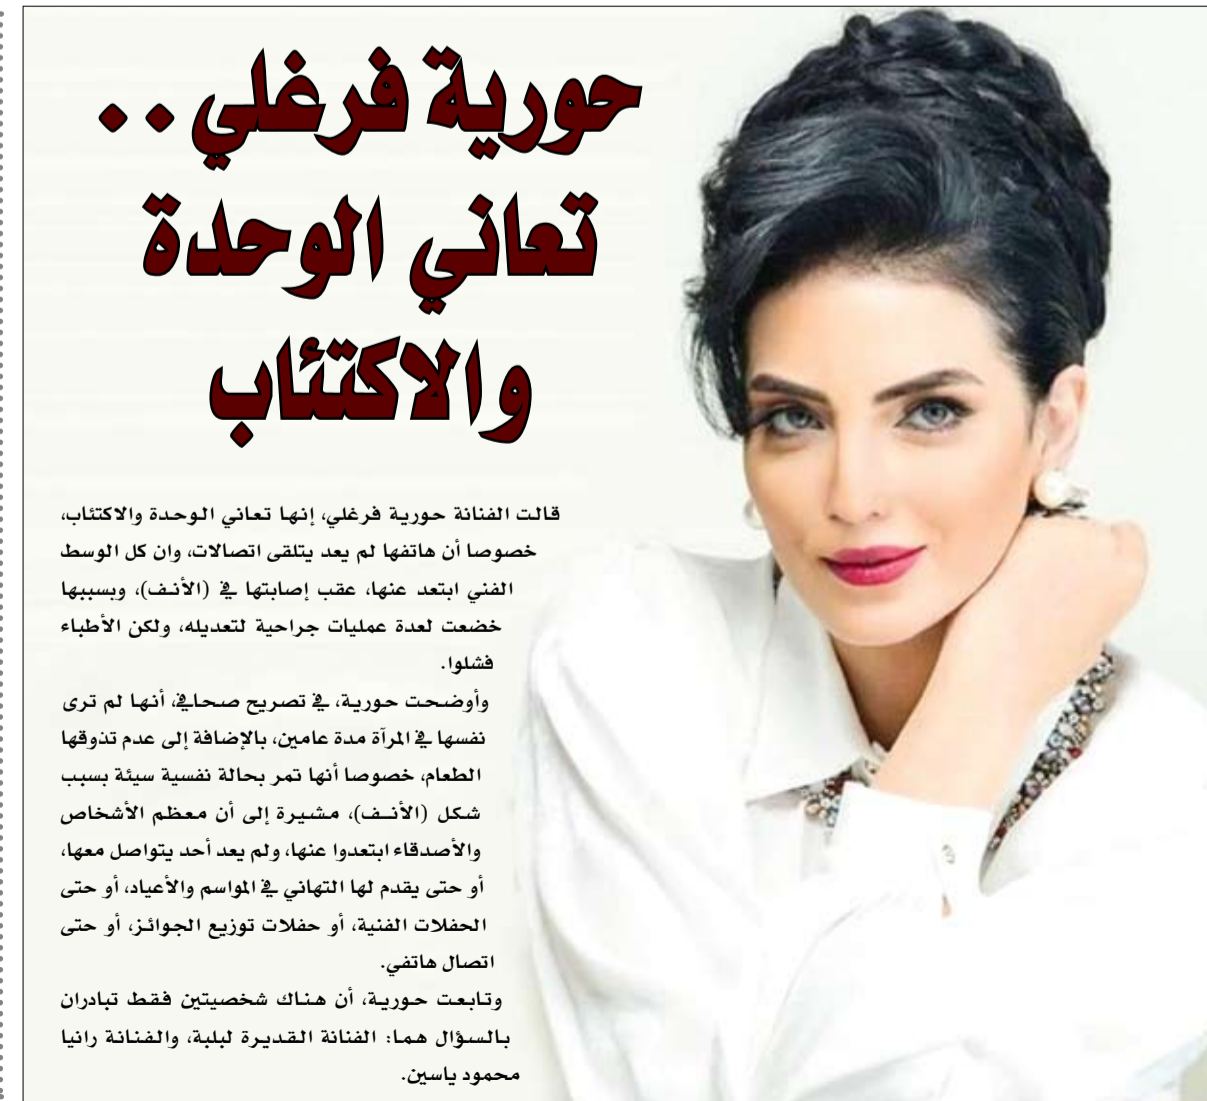 حورية فرغلي..
تعاني الوحدة
والاكتئاب
قالت الفنانة حورية فرغلي، إنها تعاني الوحدة والاكتئاب،
خصوصا أن هاتفها لم يعد يتلقى اتصالات، وان كل الوسط
الفني ابتعد عنها، عقب إصابتها في (الأنف)، وبسببها
خضعت لعدة عمليات جراحية لتعديله، ولكن الأطباء
فشلوا.
وأوضحت حورية، في تصريح صحافي، أنها لم ترى
نفسها في المرآة مدة عامين، بالإضافة إلى عدم تذوقها
الطعام، خصوصا أنها تمر بحالة نفسية سيئة بسبب
شكل (الأنف)، مشيرة إلى أن معظم الأشخاص
والأصدقاء ابتعدوا عنها، ولم يعد أحد يتواصل معها،
أو حتى يقدم لها التهاني في المواسم والأعياد، أو حتى
الحفلات الفنية، أو حفلات توزيع الجوائز، أو حتى
اتصال هاتفي.
وتابعت حورية، أن هناك شخصيتين فقط تبادران
بالسؤال هما: الفنانة القديرة لبلبة، والفنانة رانيا
محمود ياسين.